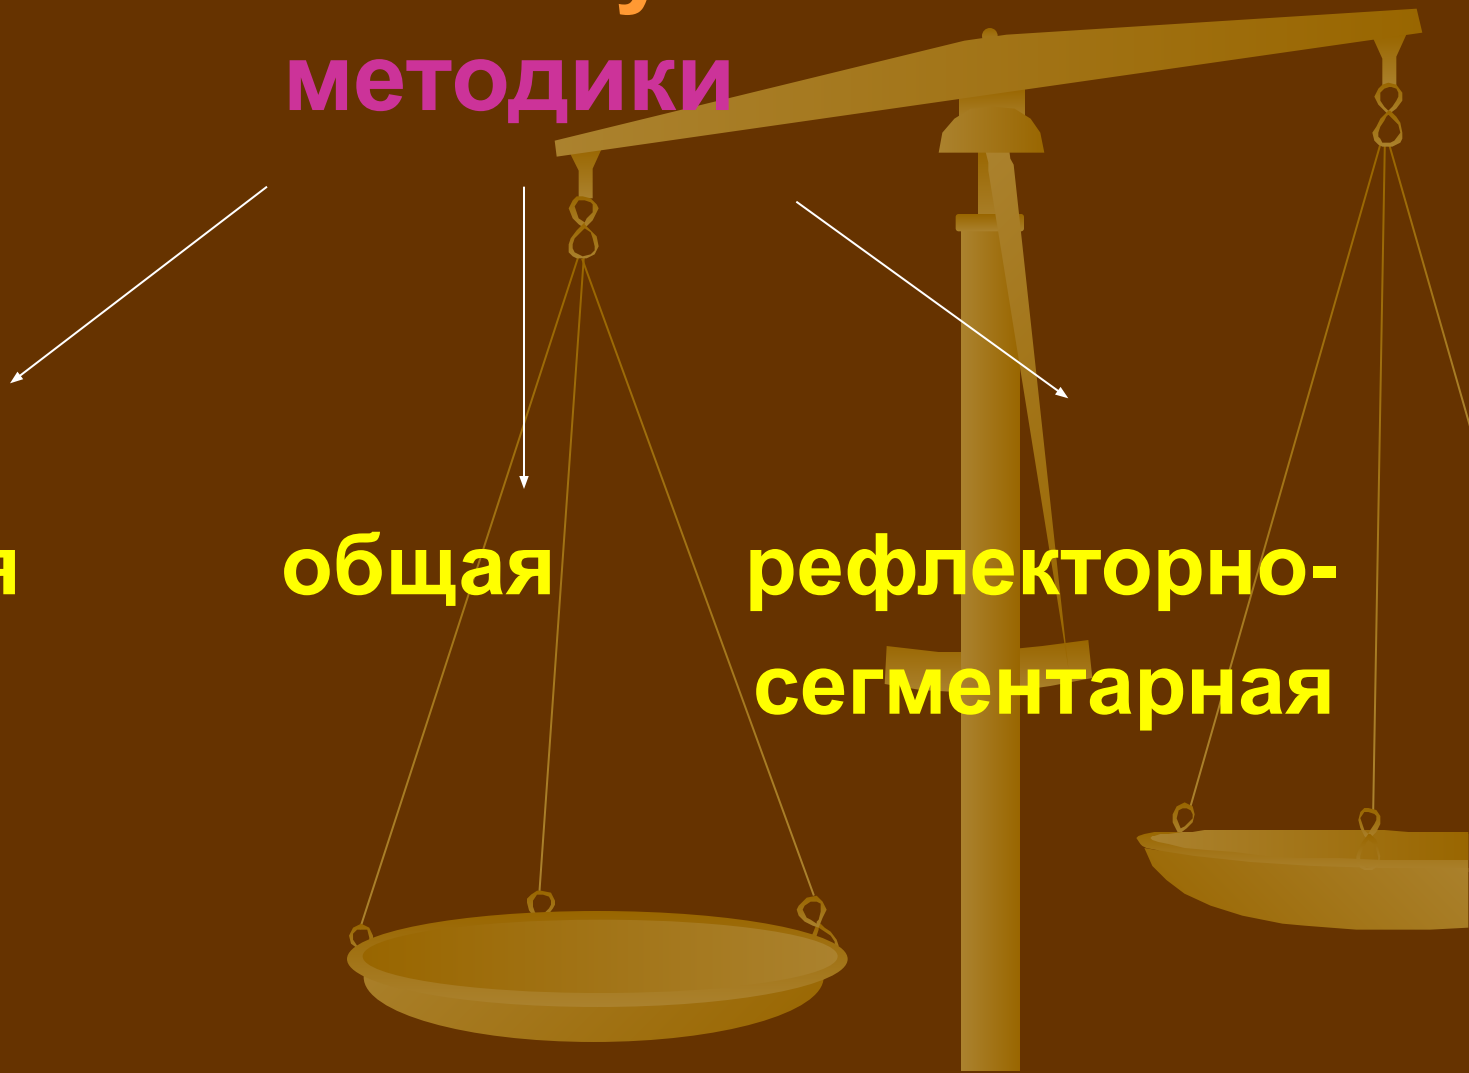 методики
общая рефлекторно-
сегментарная